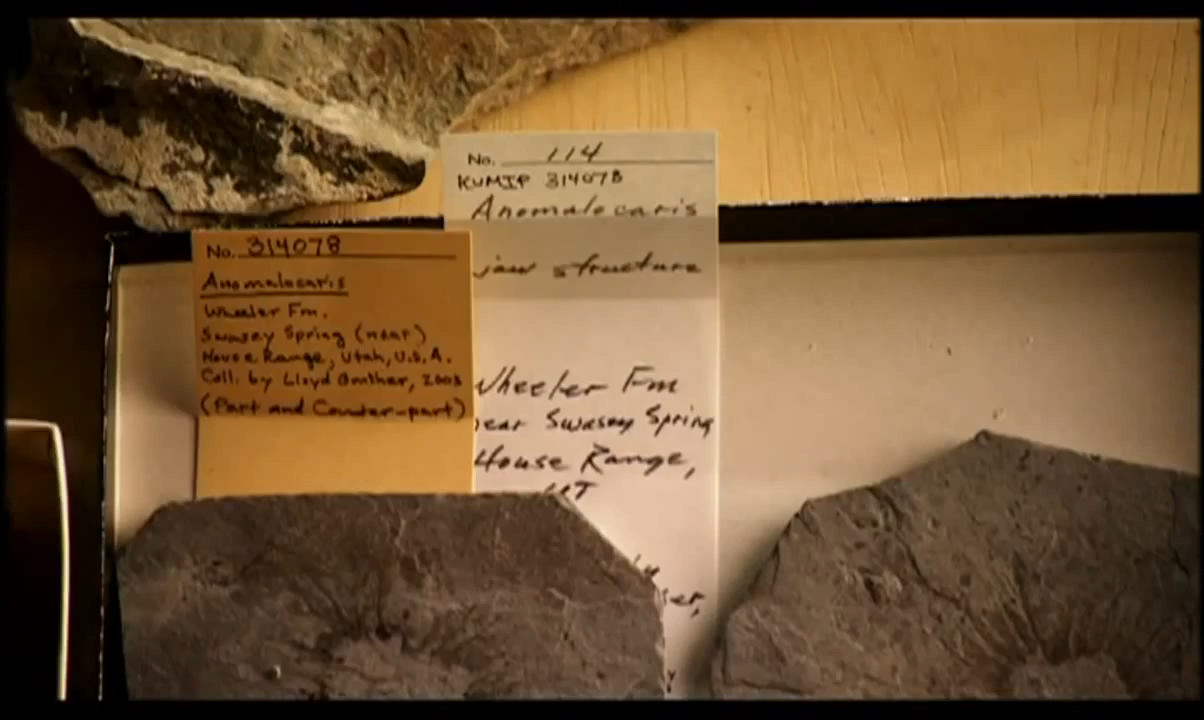 No. 314078
Anomalocaris
Wheeler Fm.
Swasey Spring (near)
House Range, Utah, U.S.A.
Coll. by Lloyd Gunther, 2003
(Part and Counter-part)
No. 114
KUMIP 314078
Anomalocaris
jaw structure
Wheeler Fm
near Swasey Spring
House Range,
UT